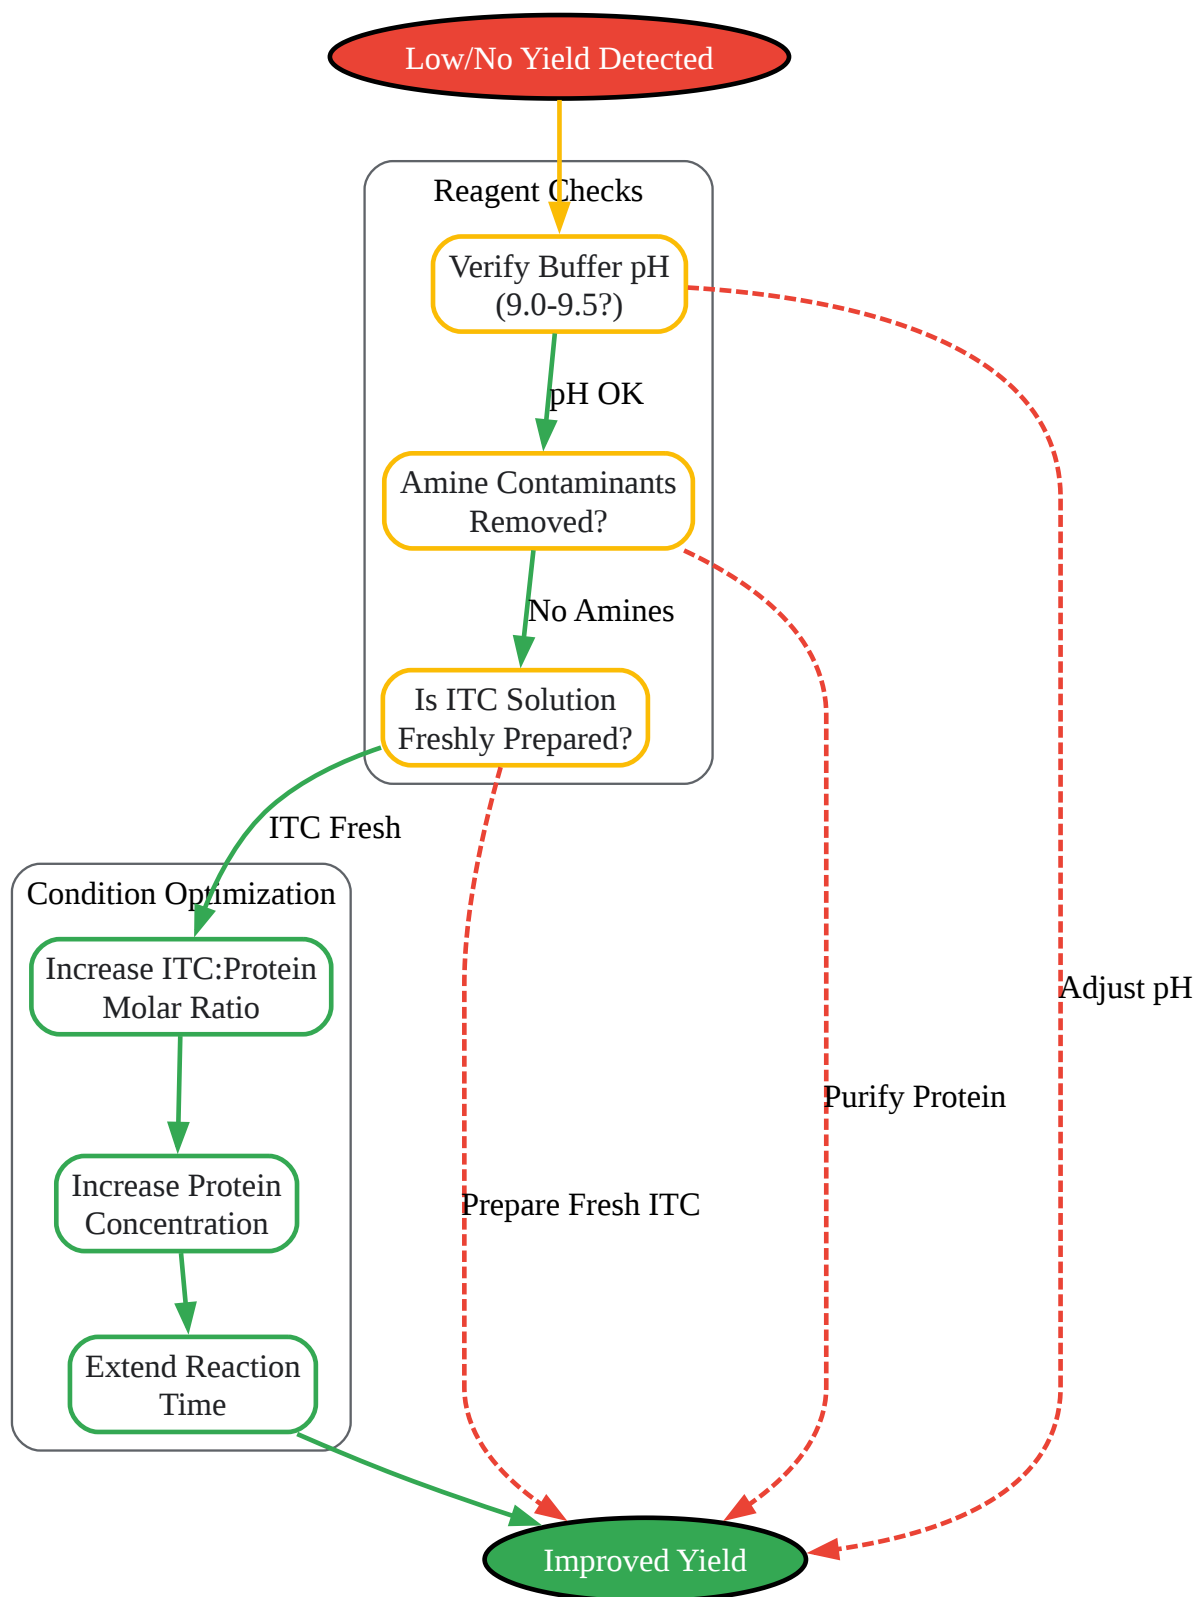 Low/No Yield Detected
Reagent Checks
Verify Buffer pH
(9.0-9.5?)
pH OK
Amine Contaminants
Removed?
No Amines
Is ITC Solution
Freshly Prepared?
ITC Fresh
Condition Optimization
Increase ITC:Protein
Molar Ratio
Adjust pH
Purify Protein
Increase Protein
Concentration
Prepare Fresh ITC
Extend Reaction
Time
Improved Yield